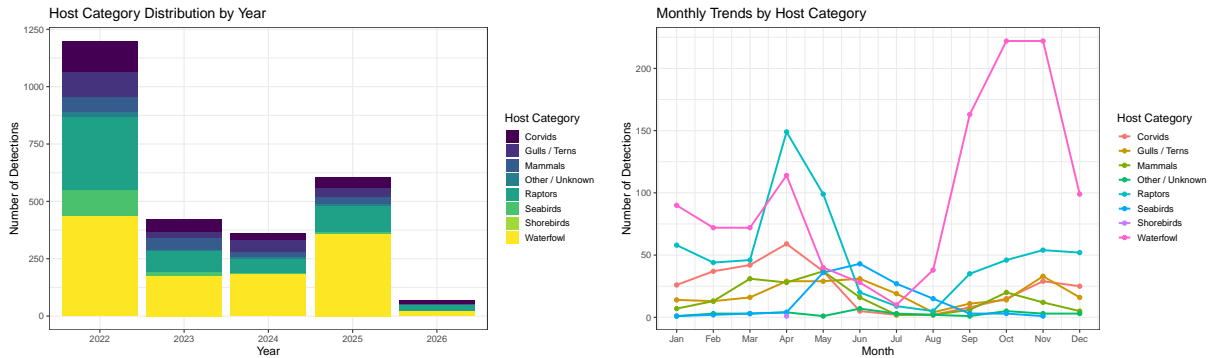 Host Category Distribution by Year
Number of Detections
1250
1000
750
500
250
0
2022 2023 2024 2025 2026
Year
Host Category
Corvids
Gulls / Terns
Mammals
Other / Unknown
Raptors
Seabirds
Shorebirds
Waterfowl
Monthly Trends by Host Category
Number of Detections
200
150
100
50
0
Jan Feb Mar Apr May Jun Jul Aug Sep Oct Nov Dec
Month
Host Category
Corvids
Gulls / Terns
Mammals
Other / Unknown
Raptors
Seabirds
Shorebirds
Waterfowl